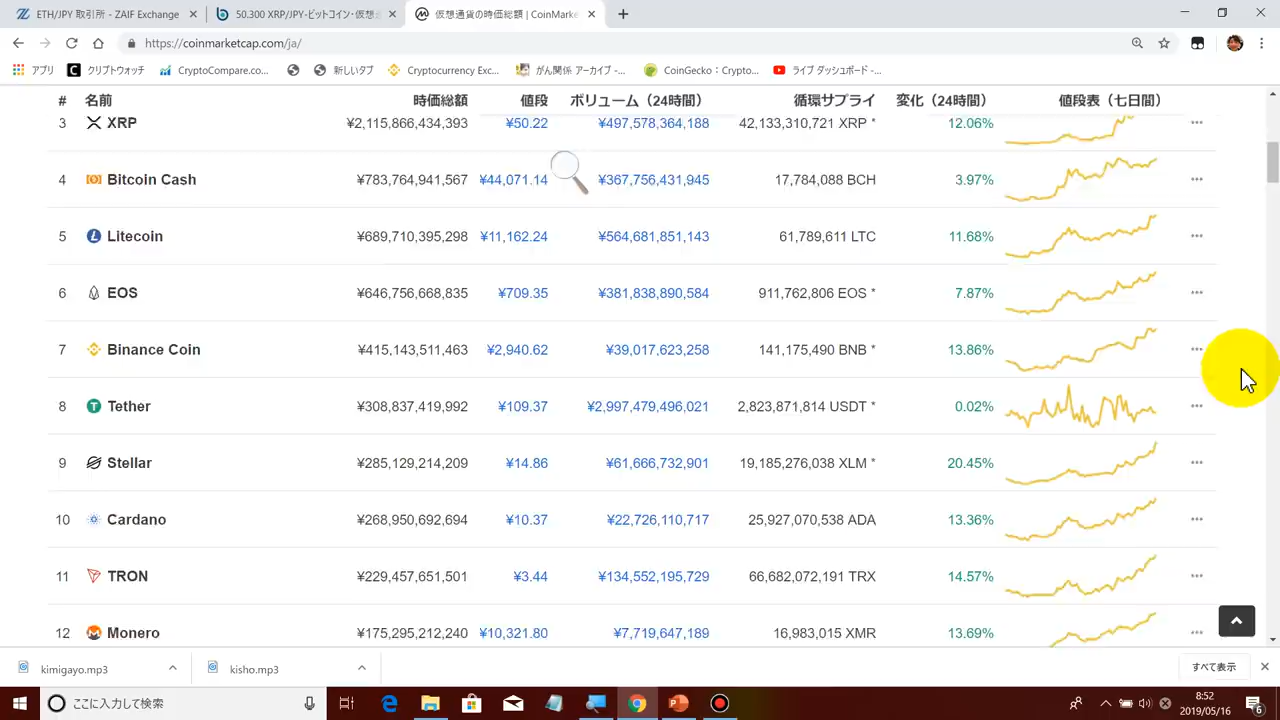 ETH/JPY 取引所 - ZAIF Exchange
50.300 XRP/JPY-ビットコイン・仮想通
仮想通貨の時価総額 | CoinMarke
https://coinmarketcap.com/ja/
アプリ
クリプトウォッチ
CryptoCompare.co...
新しいタブ
Cryptocurrency Exc...
がん関係 アーカイブ -...
CoinGecko：Cryptoc...
ライブ ダッシュボード -...
# 名前 時価総額 値段 ボリューム（24時間） 循環サプライ 変化（24時間） 値段表（七日間）
3 XRP ¥2,115,866,434,393 ¥50.22 ¥497,578,364,188 42,133,310,721 XRP * 12.06%
4 Bitcoin Cash ¥783,764,941,567 ¥44,071.14 ¥367,756,431,945 17,784,088 BCH 3.97%
5 Litecoin ¥689,710,395,298 ¥11,162.24 ¥564,681,851,143 61,789,611 LTC 11.68%
6 EOS ¥646,756,668,835 ¥709.35 ¥381,838,890,584 911,762,806 EOS * 7.87%
7 Binance Coin ¥415,143,511,463 ¥2,940.62 ¥39,017,623,258 141,175,490 BNB * 13.86%
8 Tether ¥308,837,419,992 ¥109.37 ¥2,997,479,496,021 2,823,871,814 USDT * 0.02%
9 Stellar ¥285,129,214,209 ¥14.86 ¥61,666,732,901 19,185,276,038 XLM * 20.45%
10 Cardano ¥268,950,692,694 ¥10.37 ¥22,726,110,717 25,927,070,538 ADA 13.36%
11 TRON ¥229,457,651,501 ¥3.44 ¥134,552,195,729 66,682,072,191 TRX 14.57%
12 Monero ¥175,295,212,240 ¥10,321.80 ¥7,719,647,189 16,983,015 XMR 13.69%
kimigayo.mp3
kisho.mp3
すべて表示
ここに入力して検索
8:52
2019/05/16
6